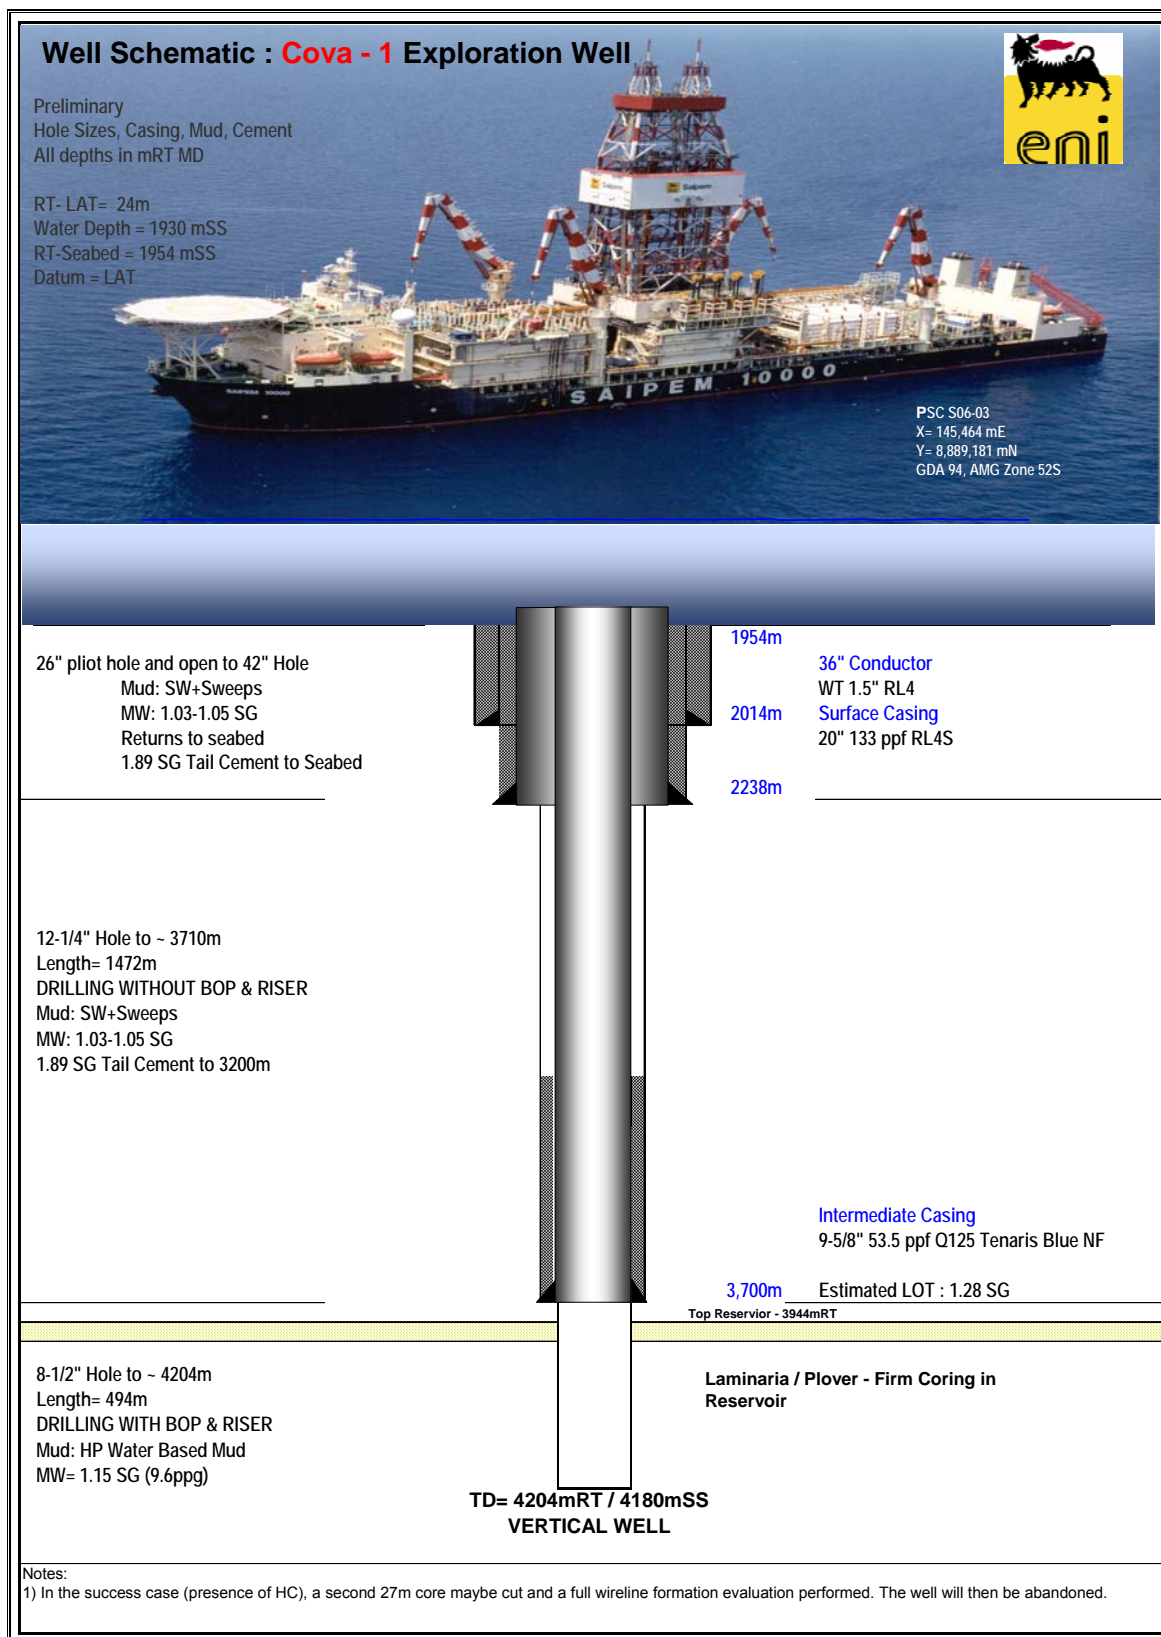 Well Schematic : Cova - 1 Exploration Well
eni
Preliminary
Hole Sizes, Casing, Mud, Cement
All depths in mRT MD
RT- LAT= 24m
Water Depth = 1930 mSS
RT-Seabed = 1954 mSS
Datum = LAT
Saipem
Saipem
SAIPEM 10000
SAIPEM 10000
PSC S06-03
X= 145,464 mE
Y= 8,889,181 mN
GDA 94, AMG Zone 52S
1954m
26" pliot hole and open to 42" Hole
Mud: SW+Sweeps
MW: 1.03-1.05 SG
Returns to seabed
1.89 SG Tail Cement to Seabed
36" Conductor
WT 1.5" RL4
2014m
Surface Casing
20" 133 ppf RL4S
2238m
12-1/4" Hole to ~ 3710m
Length= 1472m
DRILLING WITHOUT BOP & RISER
Mud: SW+Sweeps
MW: 1.03-1.05 SG
1.89 SG Tail Cement to 3200m
Intermediate Casing
9-5/8" 53.5 ppf Q125 Tenaris Blue NF
3,700m
Estimated LOT : 1.28 SG
Top Reservior - 3944mRT
8-1/2" Hole to ~ 4204m
Length= 494m
DRILLING WITH BOP & RISER
Mud: HP Water Based Mud
MW= 1.15 SG (9.6ppg)
Laminaria / Plover - Firm Coring in
Reservoir
TD= 4204mRT / 4180mSS
VERTICAL WELL
Notes:
1) In the success case (presence of HC), a second 27m core maybe cut and a full wireline formation evaluation performed. The well will then be abandoned.